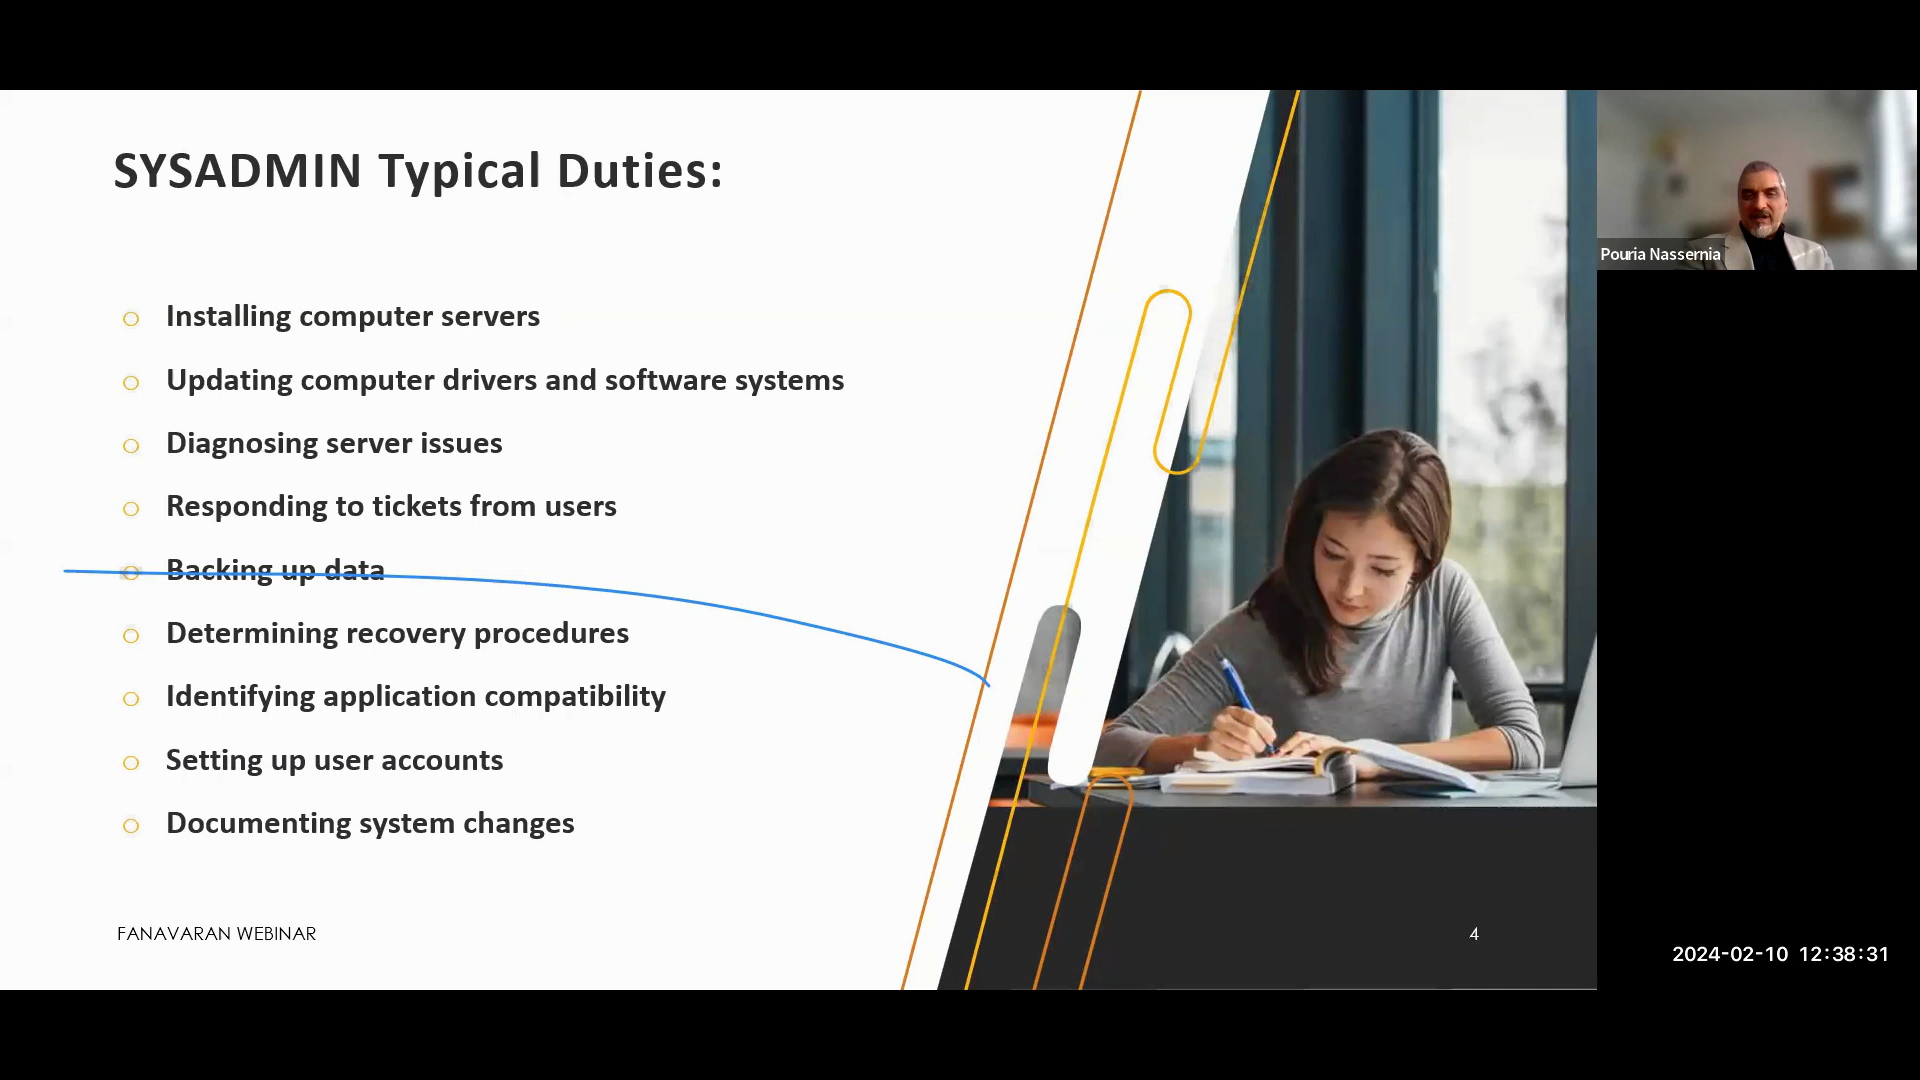 SYSADMIN Typical Duties:
Installing computer servers
Updating computer drivers and software systems
Diagnosing server issues
Responding to tickets from users
Backing up data
Determining recovery procedures
Identifying application compatibility
Setting up user accounts
Documenting system changes
FANAVARAN WEBINAR
4
Pouria Nassernia
2024-02-10 12:38:31